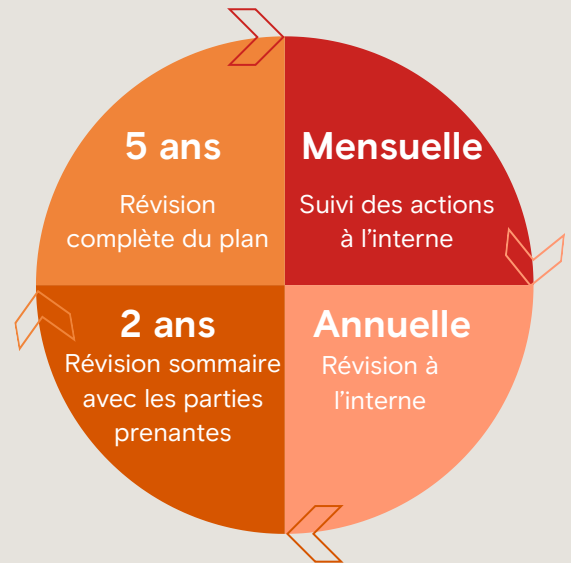 5 ans
Révision
complète du plan
Mensuelle
Suivi des actions
à l'interne
2 ans
Révision sommaire
avec les parties
prenantes
Annuelle
Révision à
l'interne